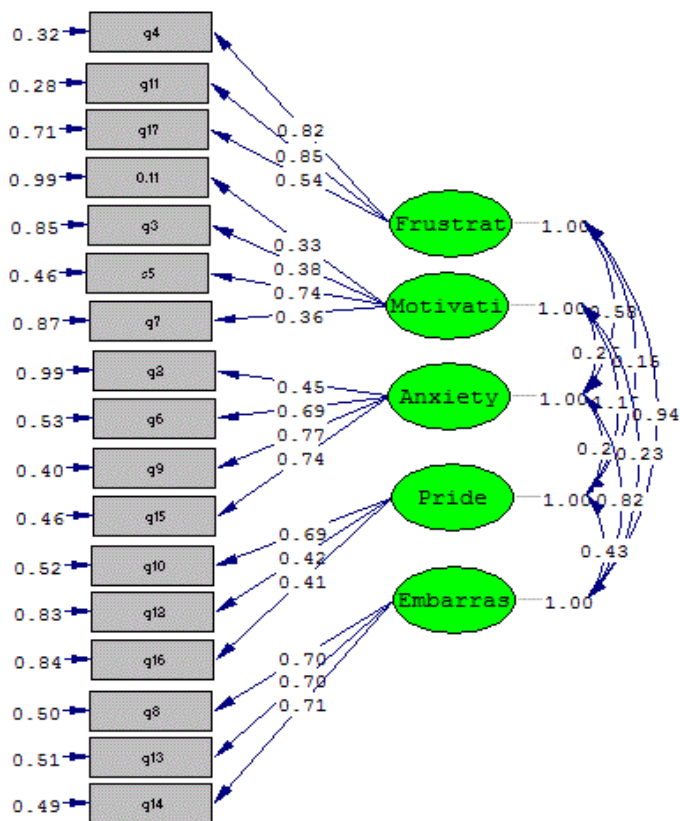 0.32 q4
0.28 q11
0.71 q17
0.99 0.11
0.85 q3
0.46 s5
0.87 q7
0.99 q2
0.53 q6
0.40 q9
0.46 q15
0.52 q10
0.83 q12
0.84 q16
0.50 q8
0.51 q13
0.49 q14
0.82
0.85
0.54
0.33
0.38
0.74
0.36
0.45
0.69
0.77
0.74
0.69
0.42
0.41
0.70
0.70
0.71
Frustrat 1.00
Motivati 1.00
Anxiety 1.00
Pride 1.00
Embarras 1.00
0.15
0.94
0.23
0.82
0.43